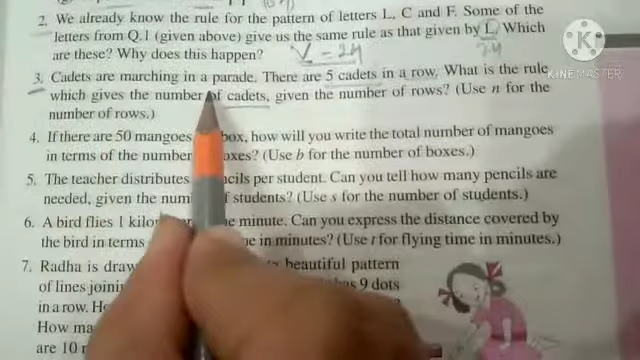 2. We already know the rule for the pattern of letters L, C and F. Some of the
letters from Q.1 (given above) give us the same rule as that given by L. Which
are these? Why does this happen?
3. Cadets are marching in a parade. There are 5 cadets in a row. What is the rule
which gives the number of cadets, given the number of rows? (Use n for the
number of rows.)
4. If there are 50 mangoes box, how will you write the total number of mangoes
in terms of the number oxes? (Use b for the number of boxes.)
5. The teacher distributes cils per student. Can you tell how many pencils are
needed, given the num f students? (Use s for the number of students.)
6. A bird flies 1 kilo e minute. Can you express the distance covered by
the bird in terms e in minutes? (Use t for flying time in minutes.)
7. Radha is draw beautiful pattern
of lines joini has 9 dots
in a row. H
How ma
are 10 r
KINEMASTER